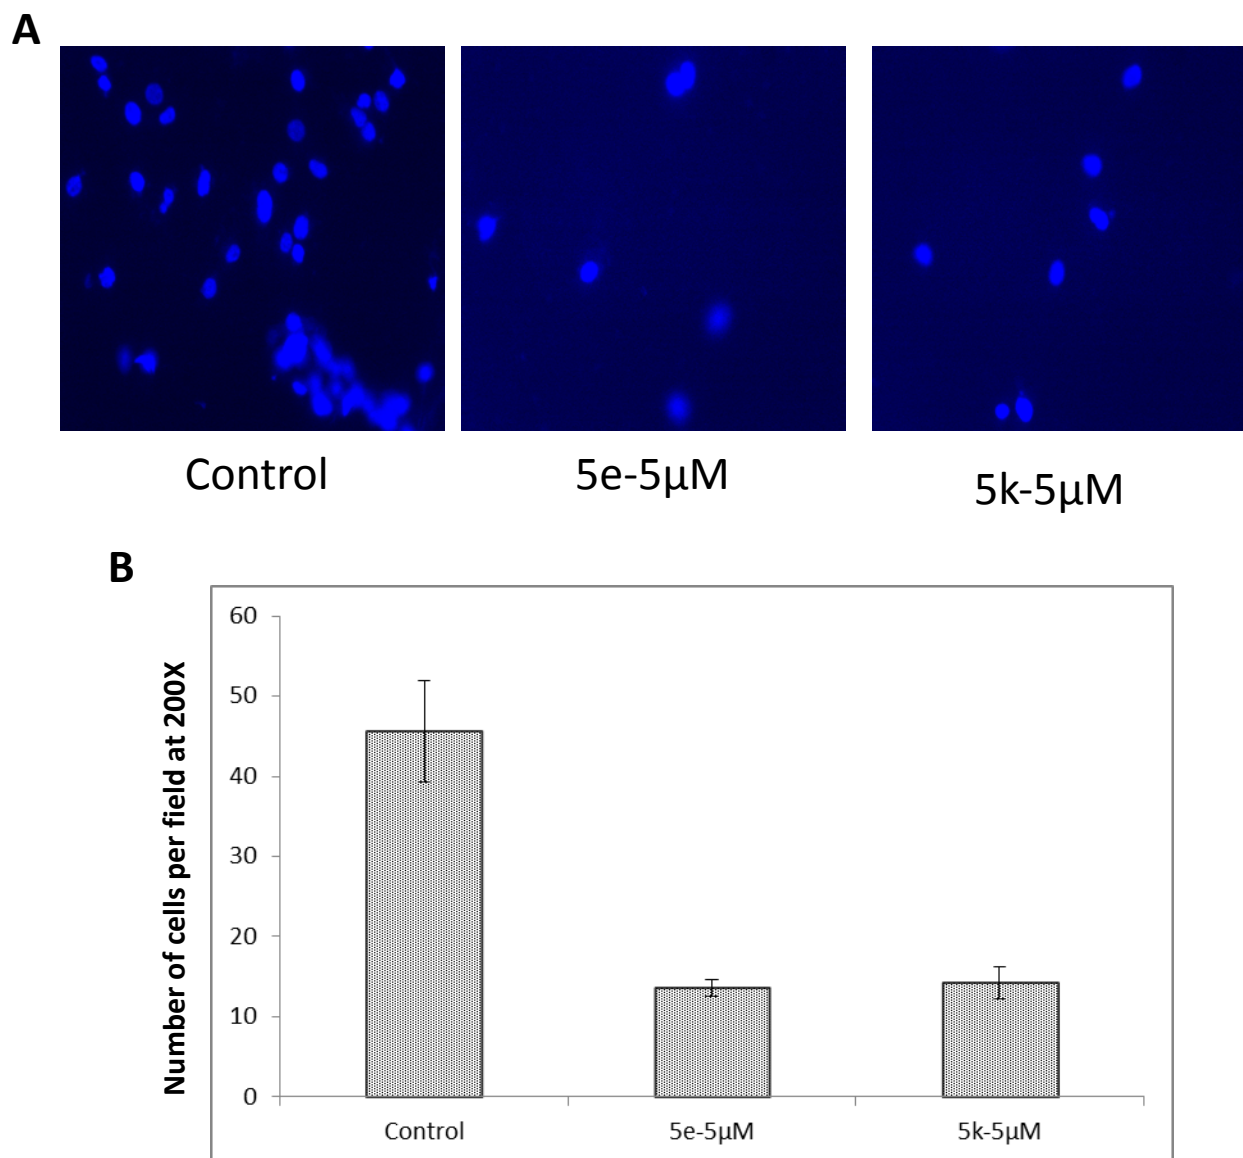 A
Control
5e-5μM
5k-5μM
B
Number of cells per field at 200X
60
50
40
30
20
10
0
Control
5e-5μM
5k-5μM